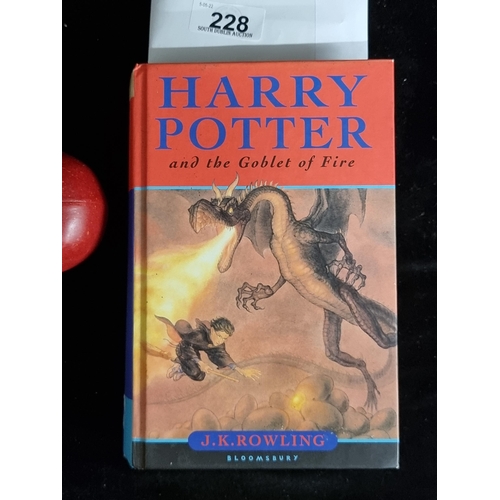 228
SOUTH DUBLIN AUCTION
HARRY
POTTER
and the Goblet of Fire
J.K.ROWLING
BLOOMSBURY